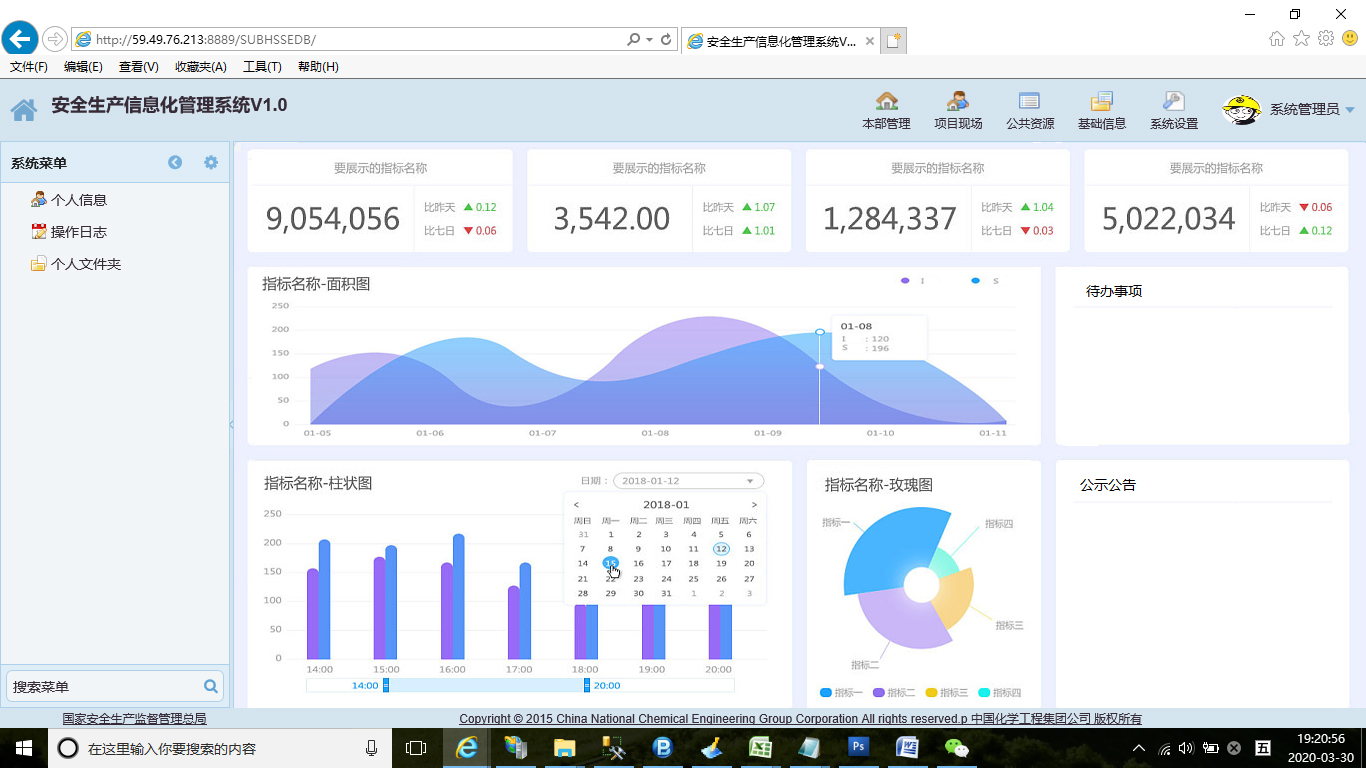 http://59.49.76.213:8889/SUBHSSEDB/
安全生产信息化管理系统V...
文件(F) 编辑(E) 查看(V) 收藏夹(A) 工具(T) 帮助(H)
安全生产信息化管理系统V1.0
本部管理 项目现场 公共资源 基础信息 系统设置 系统管理员
系统菜单
个人信息
操作日志
个人文件夹
搜索菜单
要展示的指标名称
9,054,056
比昨天 0.12
比七日 0.06
要展示的指标名称
3,542.00
比昨天 1.07
比七日 1.01
要展示的指标名称
1,284,337
比昨天 1.04
比七日 0.03
要展示的指标名称
5,022,034
比昨天 0.06
比七日 0.12
指标名称-面积图
I S
250
200
150
100
50
0
01-08
I : 120
S : 196
01-05 01-06 01-07 01-08 01-09 01-10 01-11
待办事项
指标名称-柱状图
日期： 2018-01-12
< 2018-01 >
周日 周一 周二 周三 周四 周五 周六
31 1 2 3 4 5 6
7 8 9 10 11 12 13
14 15 16 17 18 19 20
21 22 23 24 25 26 27
28 29 30 31 1 2 3
250
200
150
100
50
0
14:00 15:00 16:00 17:00 18:00 19:00 20:00
14:00 20:00
指标名称-玫瑰图
指标一
指标四
指标三
指标二
指标一 指标二 指标三 指标四
公示公告
国家安全生产监督管理总局
Copyright © 2015 China National Chemical Engineering Group Corporation All rights reserved.p 中国化学工程集团公司 版权所有
在这里输入你要搜索的内容
Ps
五
19:20:56
2020-03-30